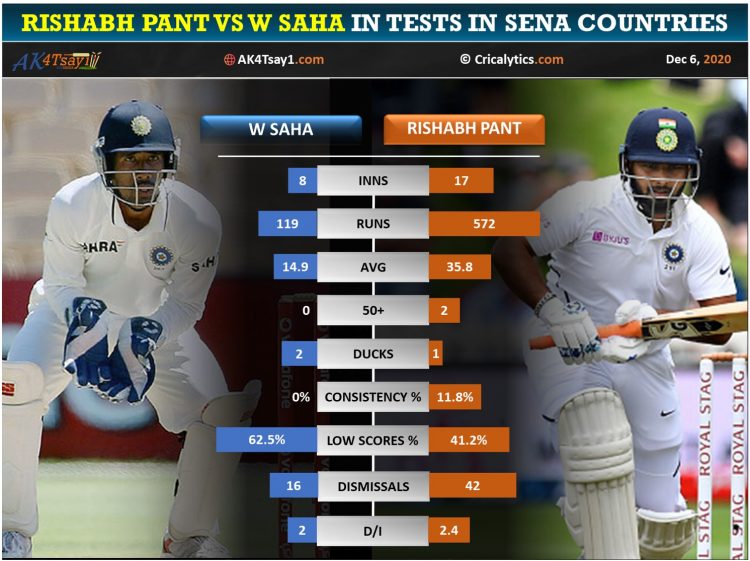 RISHABH PANT VS W SAHA IN TESTS IN SENA COUNTRIES
AK4Tsay1 AK4Tsay1.com © Cricalytics.com Dec 6, 2020
W SAHA RISHABH PANT
8 INNS 17
119 RUNS 572
14.9 AVG 35.8
0 50+ 2
2 DUCKS 1
0% CONSISTENCY % 11.8%
62.5% LOW SCORES % 41.2%
16 DISMISSALS 42
2 D/I 2.4
BYJU'S
ROYAL STAG
ROYAL STAG